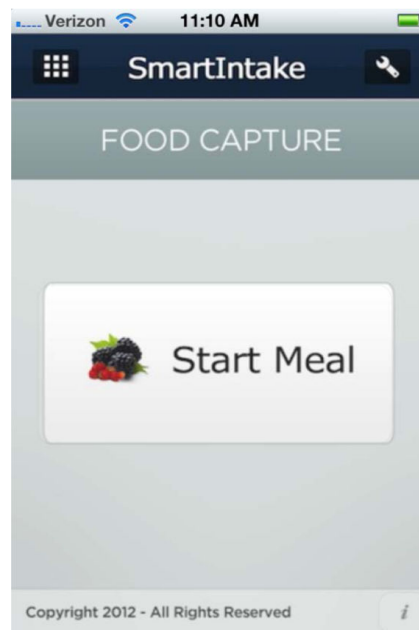 Verizon 11:10 AM
SmartIntake
FOOD CAPTURE
Start Meal
Copyright 2012 - All Rights Reserved
i